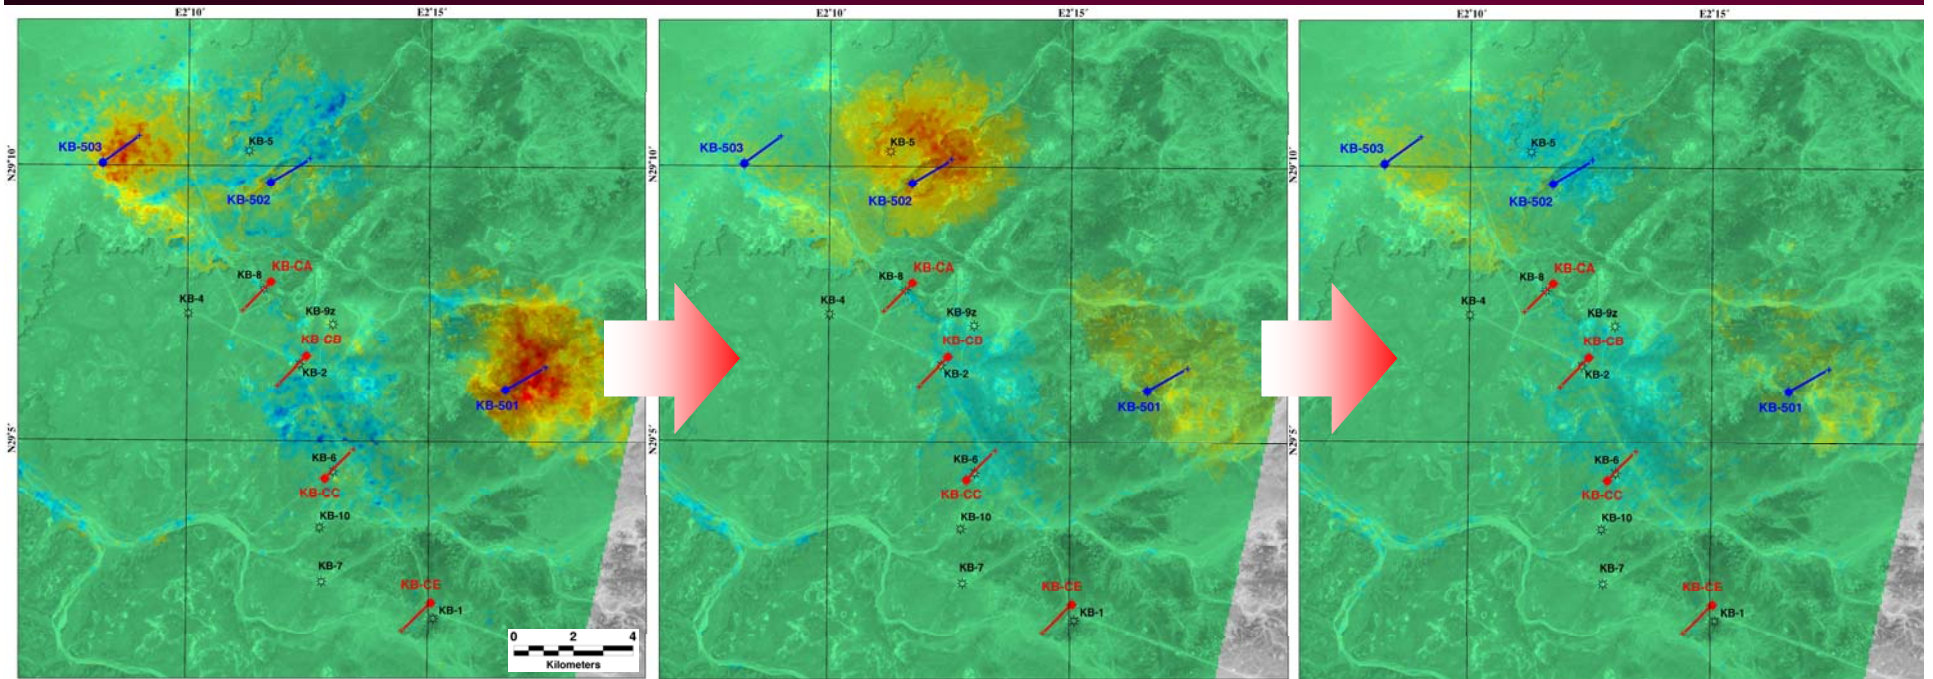 E2°10' E2°15'
N29°10'
N29°5'
KB-503
KB-5
KB-502
KB-CA
KB-8
KB-4
KB-9z
KB-CB
KB-2
KB-501
KB-6
KB-CC
KB-10
KB-7
KB-CE
KB-1
0 2 4
Kilometers
E2°10' E2°15'
N29°10'
N29°5'
KB-503
KB-5
KB-502
KB-CA
KB-8
KB-4
KB-9z
KB-CB
KB-2
KB-501
KB-6
KB-CC
KB-10
KB-7
KB-CE
KB-1
E2°10' E2°15'
N29°10'
N29°5'
KB-503
KB-5
KB-502
KB-CA
KB-8
KB-4
KB-9z
KB-CB
KB-2
KB-501
KB-6
KB-CC
KB-10
KB-7
KB-CE
KB-1